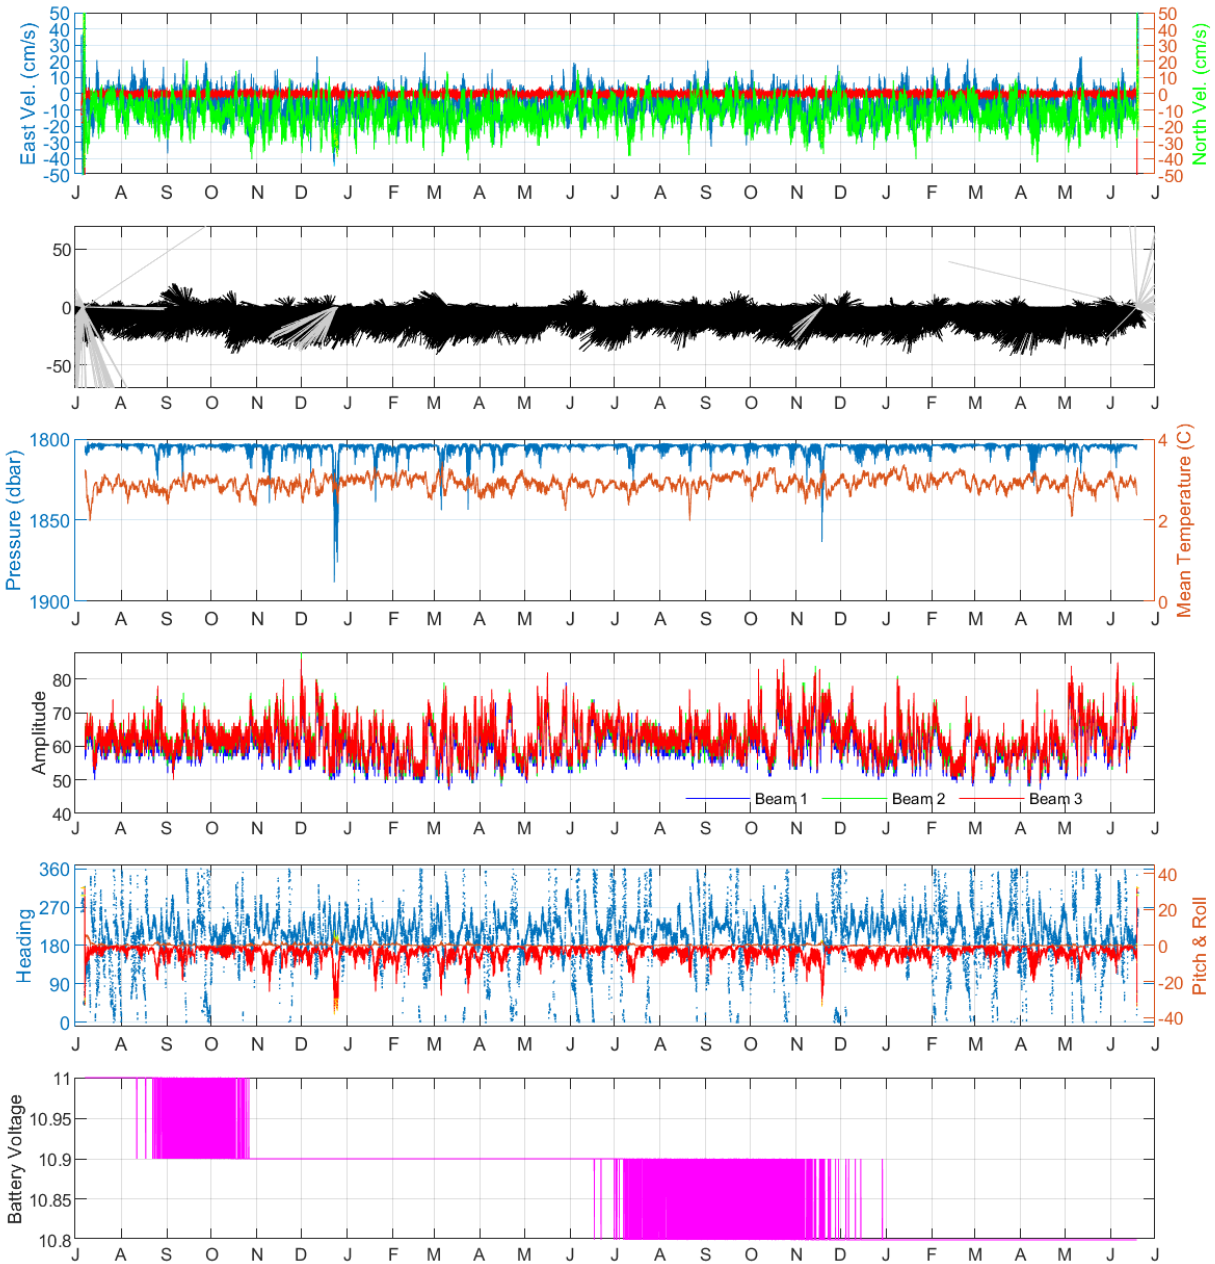 50 50
40 40
30 30
20 20
10 10
0 0
-10 -10
-20 -20
-30 -30
-40 -40
-50 -50
East Vel. (cm/s)
North Vel. (cm/s)
J A S O N D J F M A M J J A S O N D J F M A M J J
50
0
-50
J A S O N D J F M A M J J A S O N D J F M A M J J
1800 4
1850 2
1900 0
Pressure (dbar)
Mean Temperature (C)
J A S O N D J F M A M J J A S O N D J F M A M J J
80
70
60
50
40
Amplitude
Beam 1 Beam 2 Beam 3
J A S O N D J F M A M J J A S O N D J F M A M J J
360 40
270 20
180 0
90 -20
0 -40
Heading
Pitch & Roll
J A S O N D J F M A M J J A S O N D J F M A M J J
11
10.95
10.9
10.85
10.8
Battery Voltage
J A S O N D J F M A M J J A S O N D J F M A M J J